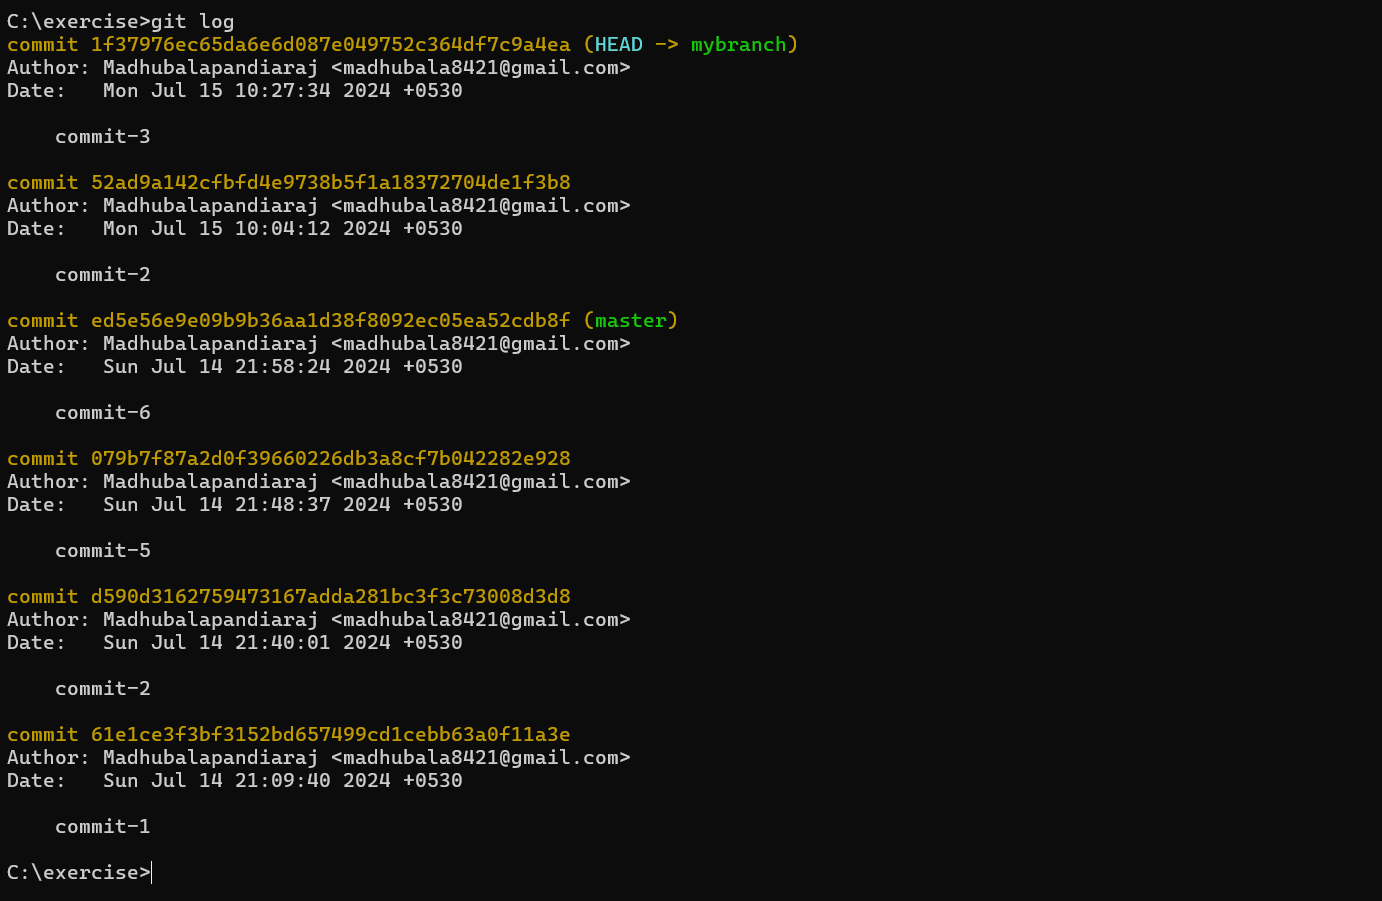 C:\exercise>git log
commit 1f37976ec65da6e6d087e049752c364df7c9a4ea (HEAD -> mybranch)
Author: Madhubalapandiaraj <madhubala8421@gmail.com>
Date:   Mon Jul 15 10:27:34 2024 +0530
    commit-3
commit 52ad9a142cfbfd4e9738b5f1a18372704de1f3b8
Author: Madhubalapandiaraj <madhubala8421@gmail.com>
Date:   Mon Jul 15 10:04:12 2024 +0530
    commit-2
commit ed5e56e9e09b9b36aa1d38f8092ec05ea52cdb8f (master)
Author: Madhubalapandiaraj <madhubala8421@gmail.com>
Date:   Sun Jul 14 21:58:24 2024 +0530
    commit-6
commit 079b7f87a2d0f39660226db3a8cf7b042282e928
Author: Madhubalapandiaraj <madhubala8421@gmail.com>
Date:   Sun Jul 14 21:48:37 2024 +0530
    commit-5
commit d590d3162759473167adda281bc3f3c73008d3d8
Author: Madhubalapandiaraj <madhubala8421@gmail.com>
Date:   Sun Jul 14 21:40:01 2024 +0530
    commit-2
commit 61e1ce3f3bf3152bd657499cd1cebb63a0f11a3e
Author: Madhubalapandiaraj <madhubala8421@gmail.com>
Date:   Sun Jul 14 21:09:40 2024 +0530
    commit-1
C:\exercise>